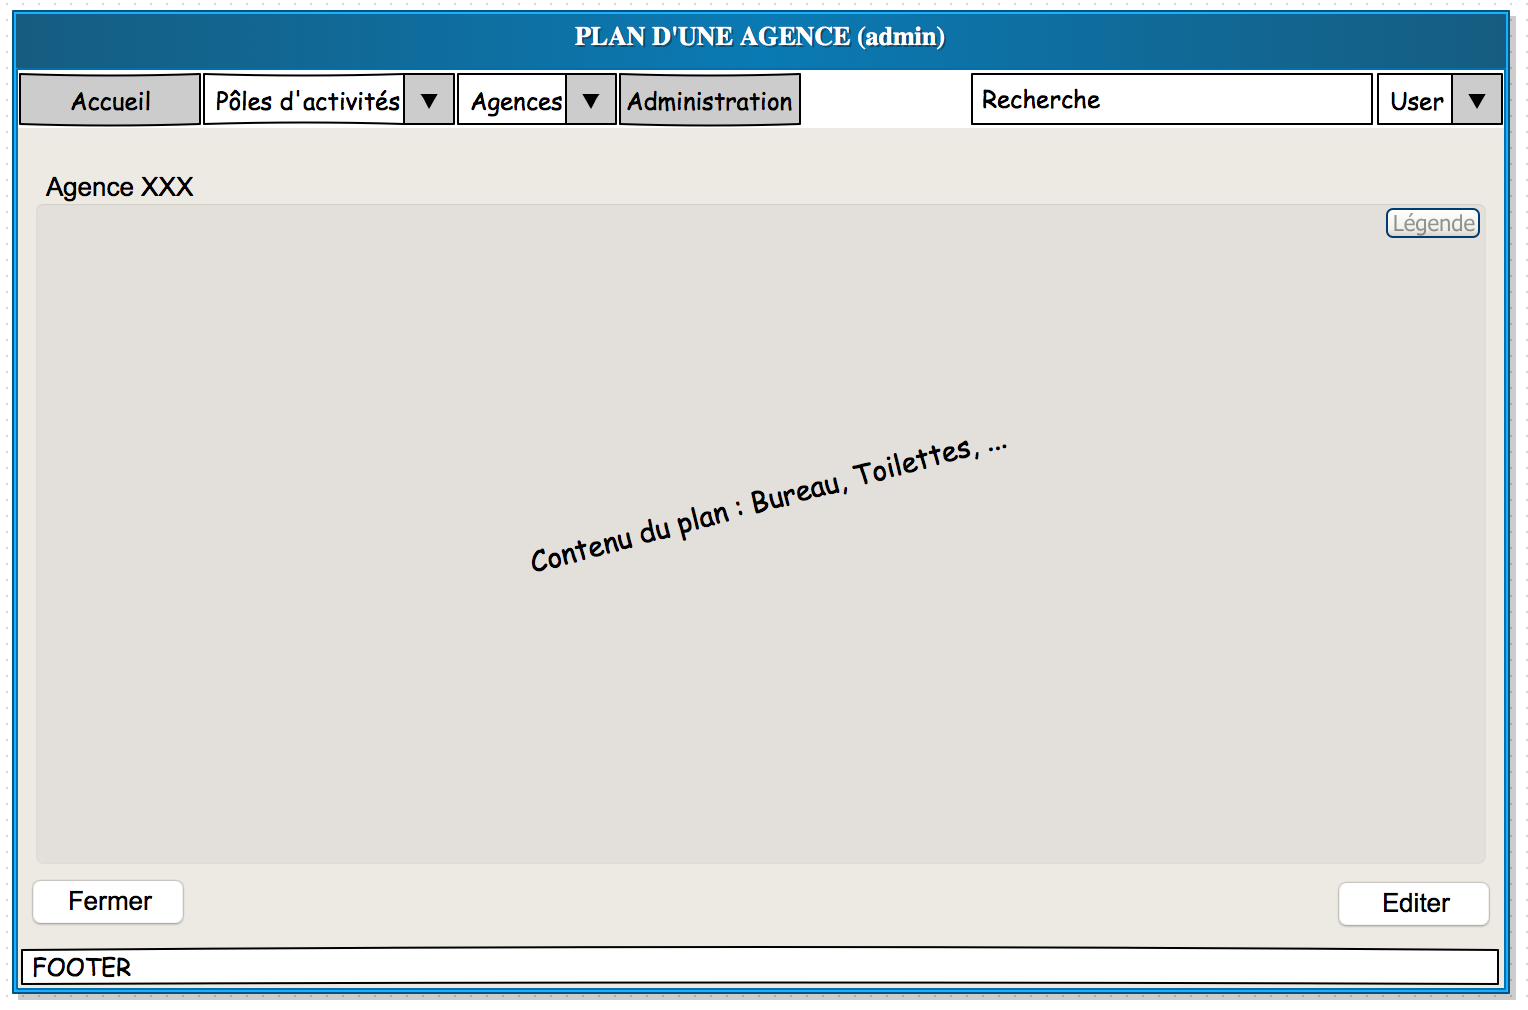 PLAN D'UNE AGENCE (admin)
Accueil Pôles d'activités ▼ Agences ▼ Administration Recherche User ▼
Agence XXX
Légende
Contenu du plan : Bureau, Toilettes, ...
Fermer Editer
FOOTER